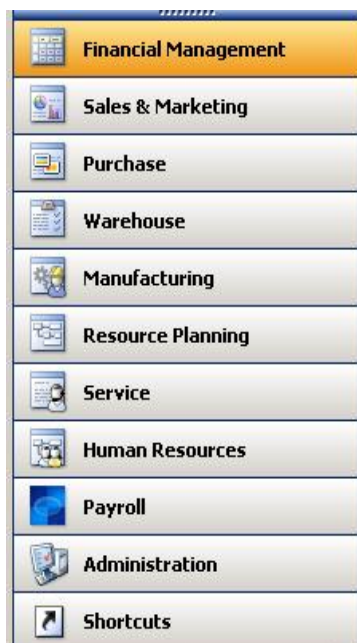 Financial Management
Sales & Marketing
Purchase
Warehouse
Manufacturing
Resource Planning
Service
Human Resources
Payroll
Administration
Shortcuts